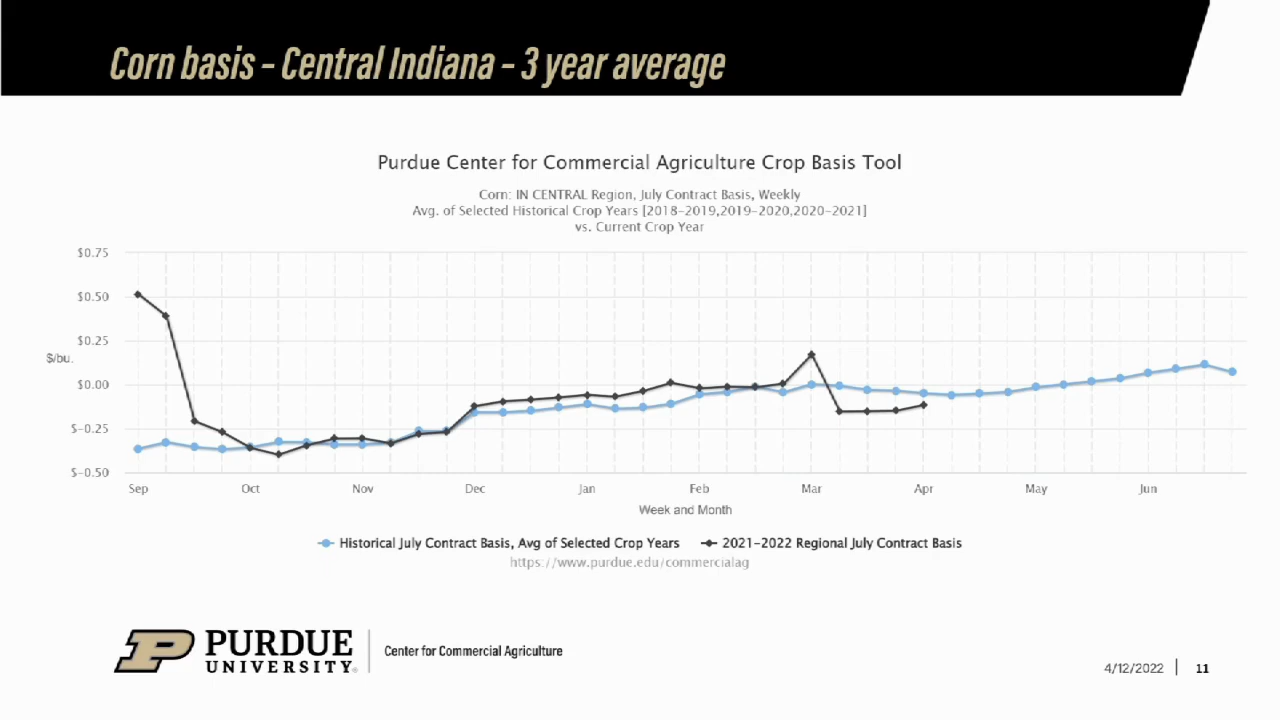 Corn basis – Central Indiana – 3 year average
Purdue Center for Commercial Agriculture Crop Basis Tool
Corn: IN CENTRAL Region, July Contract Basis, Weekly
Avg. of Selected Historical Crop Years [2018-2019,2019-2020,2020-2021]
vs. Current Crop Year
$0.75
$0.50
$0.25
$/bu.
$0.00
$-0.25
$-0.50
Sep Oct Nov Dec Jan Feb Mar Apr May Jun
Week and Month
Historical July Contract Basis, Avg of Selected Crop Years 2021-2022 Regional July Contract Basis
https://www.purdue.edu/commercialag
P PURDUE
UNIVERSITY®
Center for Commercial Agriculture
4/12/2022 | 11